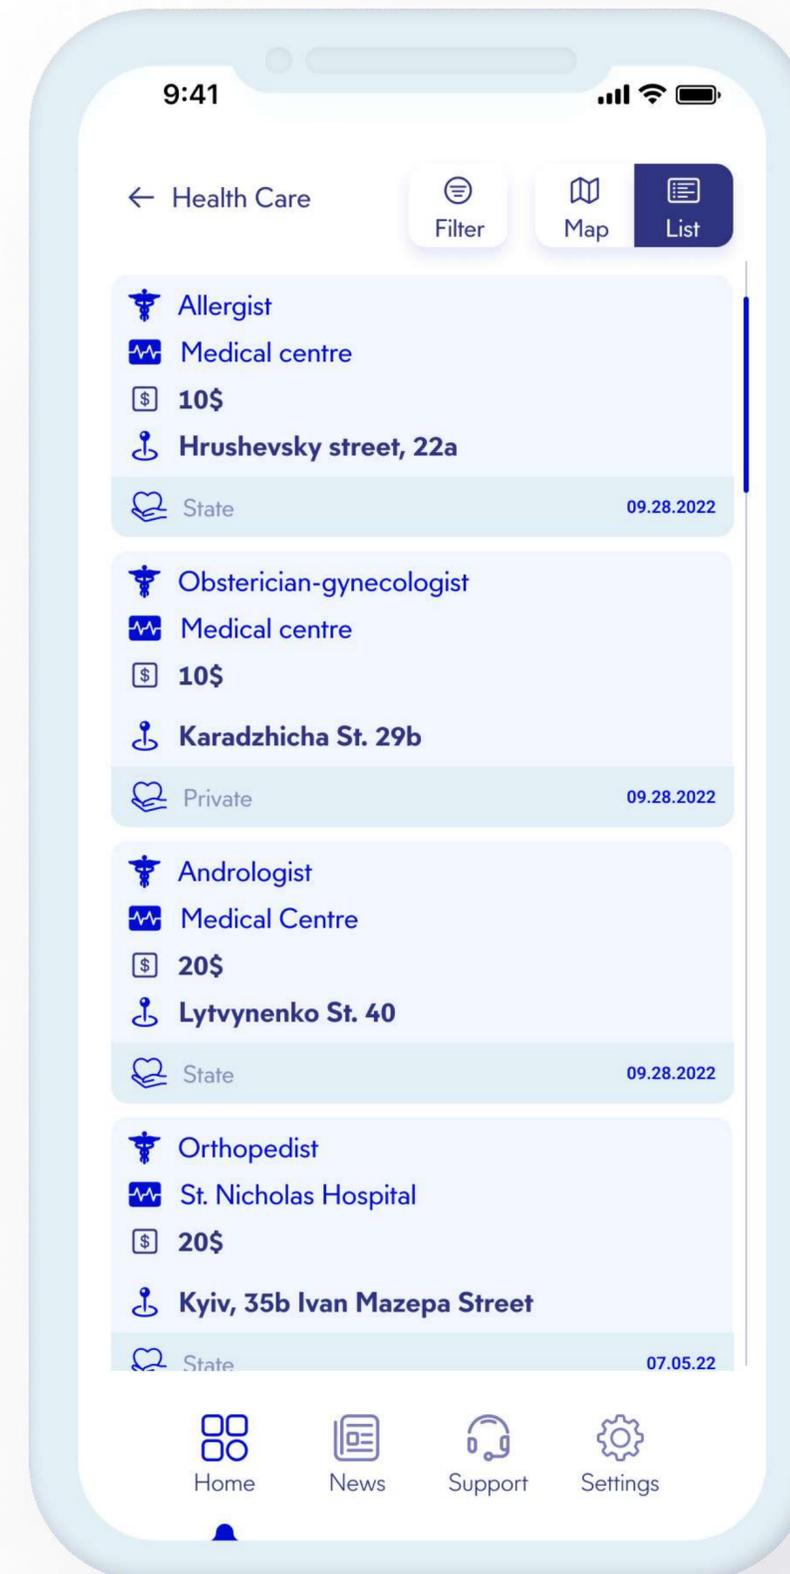 9:41
Health Care
Filter
Map
List
Allergist
Medical centre
$ 10$
Hrushevsky street, 22a
State
09.28.2022
Obsterician-gynecologist
Medical centre
$ 10$
Karadzhicha St. 29b
Private
09.28.2022
Andrologist
Medical Centre
$ 20$
Lytvynenko St. 40
State
09.28.2022
Orthopedist
St. Nicholas Hospital
$ 20$
Kyiv, 35b Ivan Mazepa Street
State
07.05.22
Home
News
Support
Settings